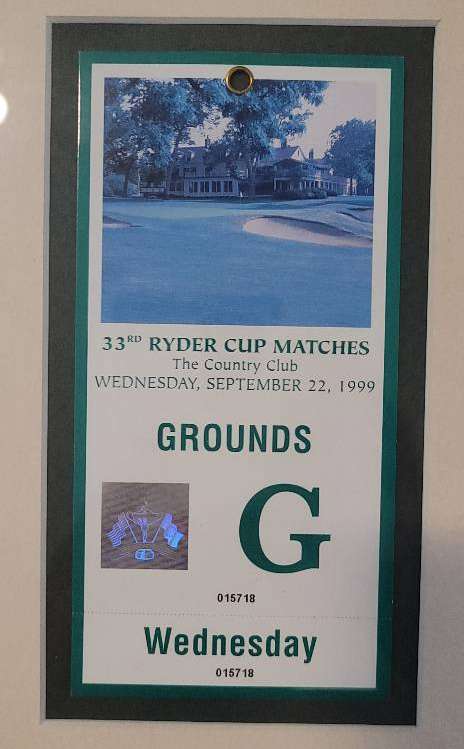 33RD RYDER CUP MATCHES
The Country Club
WEDNESDAY, SEPTEMBER 22, 1999
GROUNDS
G
015718
Wednesday
015718